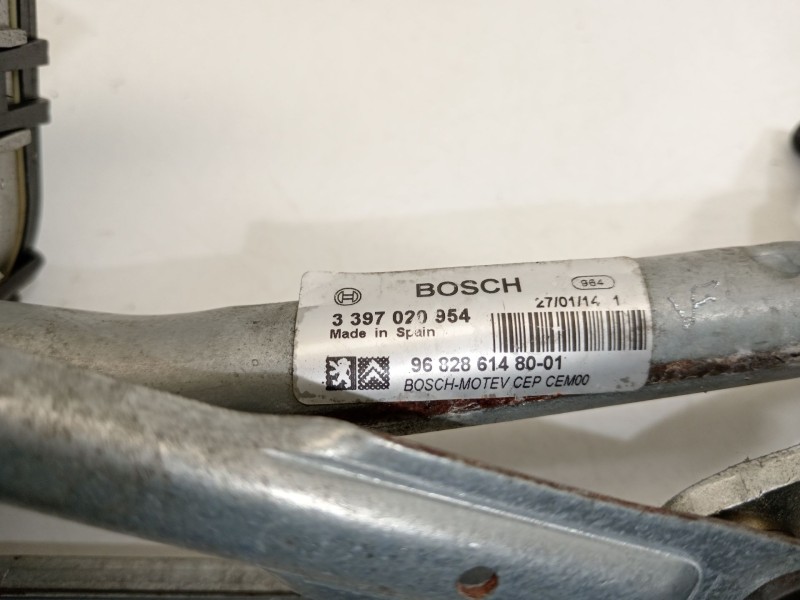 BOSCH 964
27/01/14 1
3 397 020 954
Made in Spain
96 828 614 80-01
BOSCH-MOTEV CEP CEM00